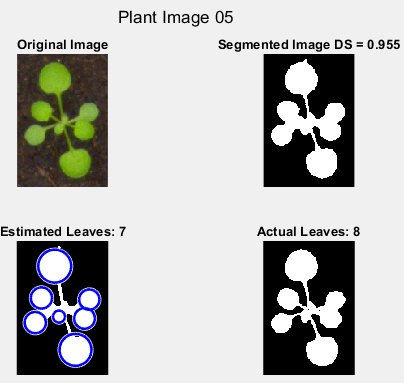 Plant Image 05
Original Image
Segmented Image DS = 0.955
Estimated Leaves: 7
Actual Leaves: 8